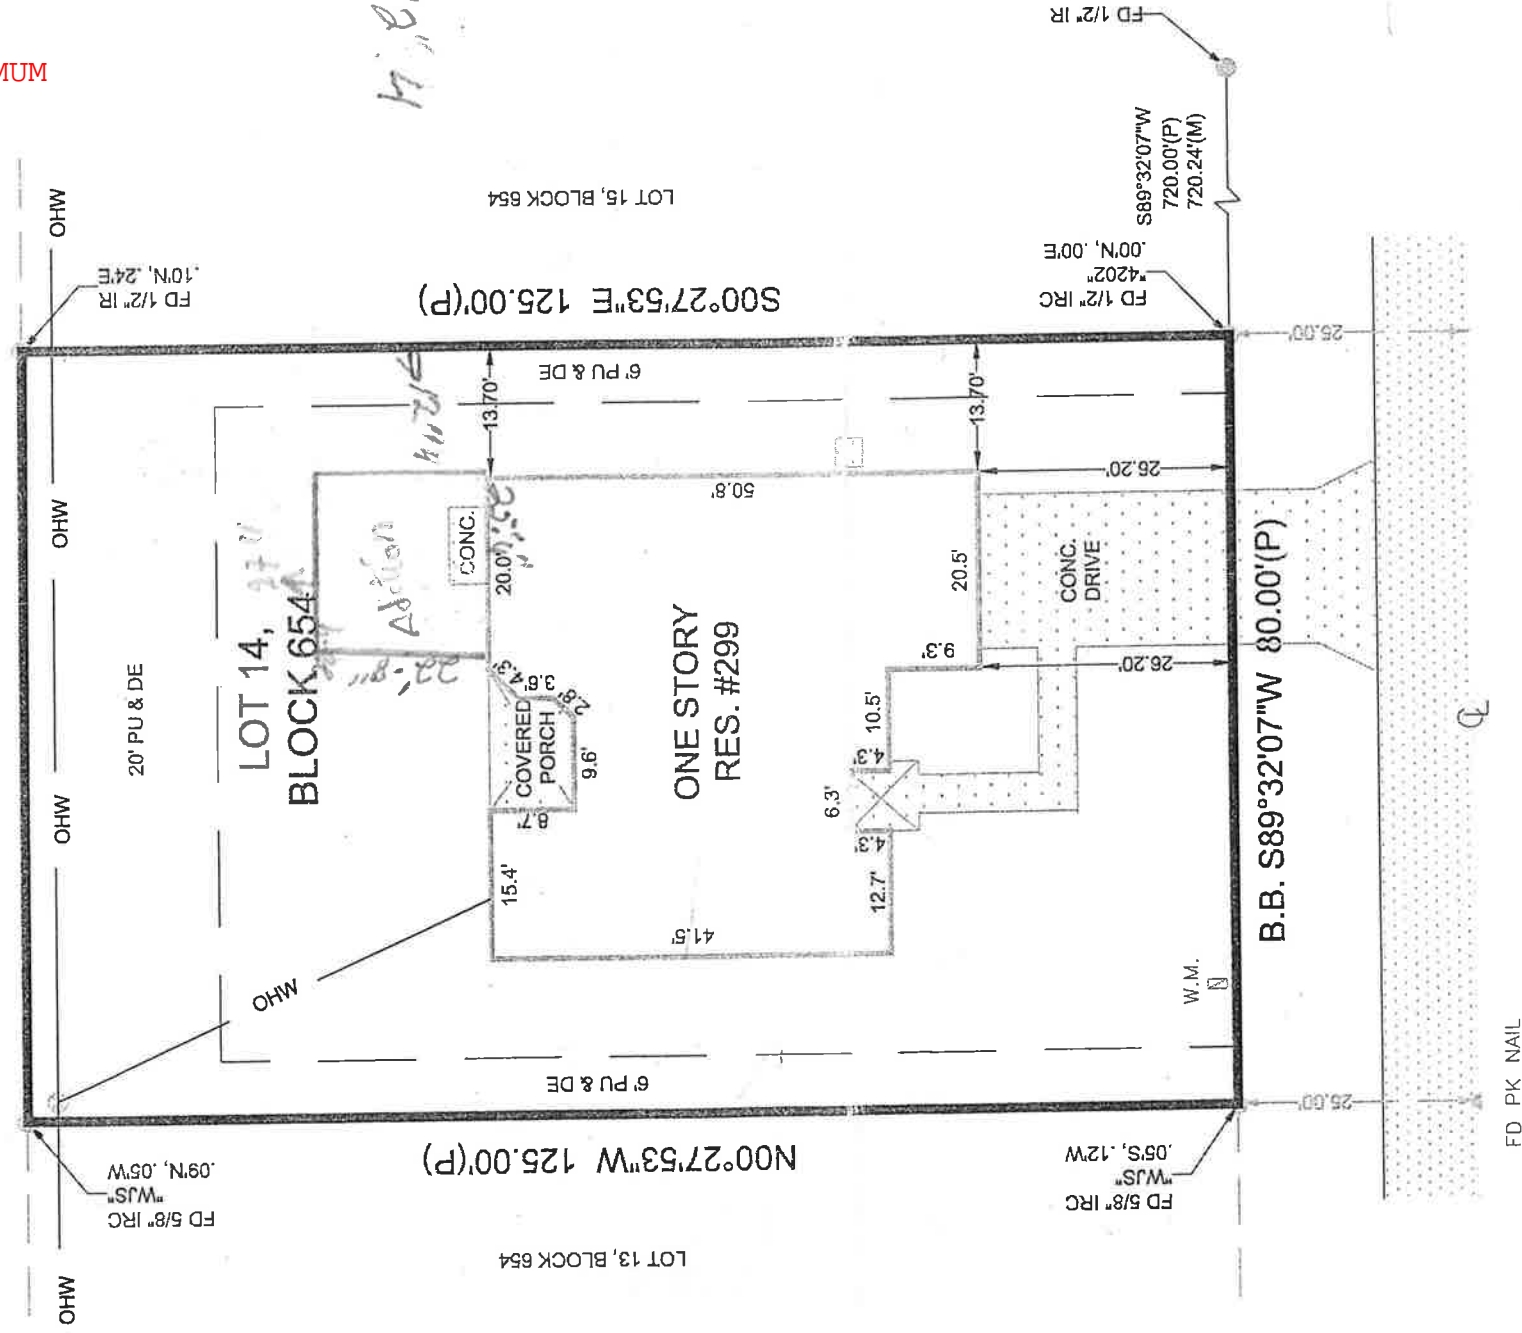 MUM
OHW
OHW
OHW
OHW
OHW
FD 1/2" IR
.10'N, .24'E
FD 1/2" IR
LOT 15, BLOCK 654
S00°27'53"E 125.00'(P)
FD 1/2" IRC
"4202"
.00'N, .00'E
S89°32'07"W
720.00'(P)
720.24'(M)
6' PU & DE
13.70'
13.70'
20' PU & DE
LOT 14,
BLOCK 654
Adition
22'-8"
CONC.
20.0'
50.8'
26.20'
20.5'
CONC.
DRIVE
9.3'
26.20'
4.3'
3.6'
2.8'
COVERED
PORCH
9.6'
8.7'
15.4'
ONE STORY
RES. #299
10.5'
4.3'
6.3'
4.3'
12.7'
41.5'
W.M.
6' PU & DE
B.B. S89°32'07"W 80.00'(P)
25.00'
25.00'
N00°27'53"W 125.00'(P)
FD 5/8" IRC
"WJS"
.09'N, .05'W
FD 5/8" IRC
"WJS"
.05'S, .12'W
LOT 13, BLOCK 654
FD PK NAIL